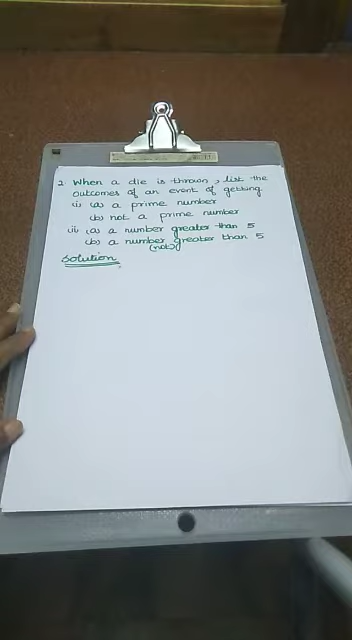 2. When a die is thrown, list the
outcomes of an event of getting
i) (a) a prime number
(b) not a prime number
ii) (a) a number greater than 5
(b) a number greater than 5
(not)
Solution